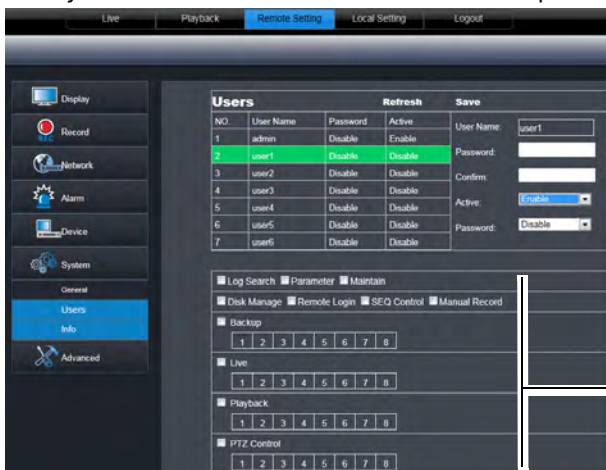 Live Playback Remote Setting Local Setting Logout
Display
Record
REC
Network
Alarm
Device
System
General
Users
Info
Advanced
Users Refresh Save
NO. User Name Password Active
1 admin Disable Enable
2 user1 Disable Disable
3 user2 Disable Disable
4 user3 Disable Disable
5 user4 Disable Disable
6 user5 Disable Disable
7 user6 Disable Disable
User Name: user1
Password:
Confirm:
Active: Enable
Password: Disable
Log Search Parameter Maintain
Disk Manage Remote Login SEQ Control Manual Record
Backup
1 2 3 4 5 6 7 8
Live
1 2 3 4 5 6 7 8
Playback
1 2 3 4 5 6 7 8
PTZ Control
1 2 3 4 5 6 7 8